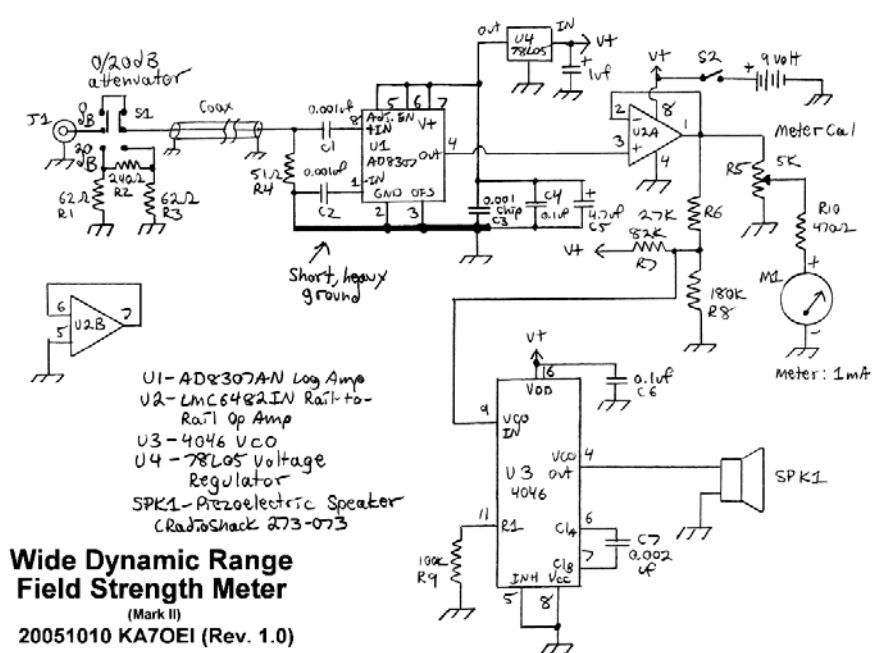 0/20dB
attenuator
J1
0
dB
S1
20
dB
240Ω
R2
62Ω
R1
62Ω
R3
Coax
0.001uf
C1
51Ω
R4
0.001uf
C2
5 6 7
Adj. EN
8 +IN V+
U1
AD8307
OUT 4
1 -IN
GND OFS
2 3
Short, heavy
ground
OUT
U4
78L05
IN
V+
+
1uf
0.001
chip
C3
C4
0.1uf
+
4.7uf
C5
V+
S2
+ 9 Volt
2 -
8
U2A
1
3 +
4
Meter Cal
R5
5K
27K
R6
V+
82K
R7
180K
R8
R10
470Ω
+
M1
-
Meter: 1mA
6
5
U2B
7
U1-AD8307AN Log Amp
U2-LMC6482IN Rail-to-
Rail Op Amp
U3-4046 VCO
U4-78L05 Voltage
Regulator
SPK1-Piezoelectric Speaker
(RadioShack 273-073
V+
16
VDD
0.1uf
C6
9
VCO
IN
U3
4046
VCO
OUT
4
SPK1
11
R1
100K
R9
C1A
6
C7
0.002
uf
C1B
7
INH Vcc
5 8
Wide Dynamic Range
Field Strength Meter
(Mark II)
20051010 KA7OEI (Rev. 1.0)